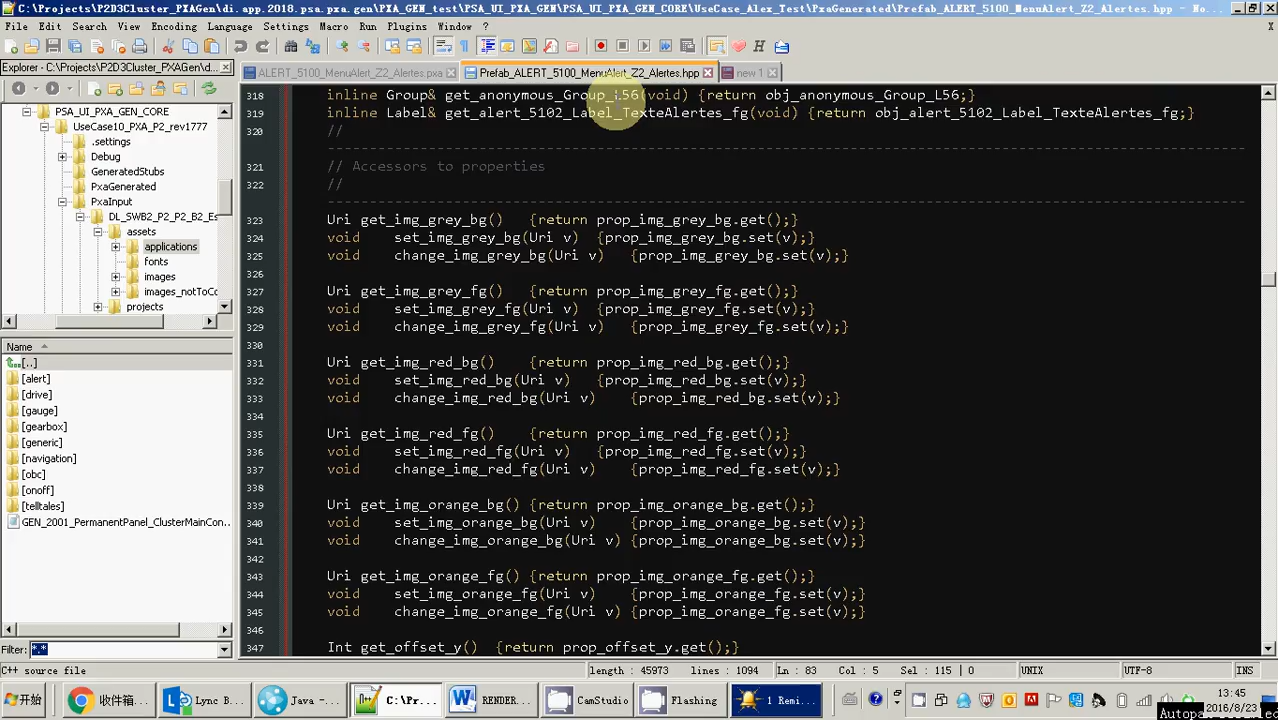 C:\Projects\P2D3Cluster_PXAGen\di.app.2018.psa.pxa.gen\PXA_GEN_test\PSA_UI_PXA_GEN\PSA_UI_PXA_GEN_CORE\UseCase_Alex_Test\PxaGenerated\Prefab_ALERT_5100_MenuAlert_Z2_Alertes.hpp - No...
File Edit Search View Encoding Language Settings Macro Run Plugins Window ? X
Explorer - C:\Projects\P2D3Cluster_PXAGen\d...
ALERT_5100_MenuAlert_Z2_Alertes.pxa Prefab_ALERT_5100_MenuAlert_Z2_Alertes.hpp new 1
PSA_UI_PXA_GEN_CORE
UseCase10_PXA_P2_rev1777
.settings
Debug
GeneratedStubs
PxaGenerated
PxaInput
DL_SWB2_P2_P2_B2_Es
assets
applications
fonts
images
images_notToCo
projects
Name
[..]
[alert]
[drive]
[gauge]
[gearbox]
[generic]
[navigation]
[obc]
[onoff]
[telltales]
GEN_2001_PermanentPanel_ClusterMainCon...
Filter: *.*
318 inline Group& get_anonymous_Group_L56(void) {return obj_anonymous_Group_L56;}
319 inline Label& get_alert_5102_Label_TexteAlertes_fg(void) {return obj_alert_5102_Label_TexteAlertes_fg;}
320 //
-------------------------------------------------------------------------------------------------------------
321 // Accessors to properties
322 //
-------------------------------------------------------------------------------------------------------------
323 Uri get_img_grey_bg() {return prop_img_grey_bg.get();}
324 void set_img_grey_bg(Uri v) {prop_img_grey_bg.set(v);}
325 void change_img_grey_bg(Uri v) {prop_img_grey_bg.set(v);}
326
327 Uri get_img_grey_fg() {return prop_img_grey_fg.get();}
328 void set_img_grey_fg(Uri v) {prop_img_grey_fg.set(v);}
329 void change_img_grey_fg(Uri v) {prop_img_grey_fg.set(v);}
330
331 Uri get_img_red_bg() {return prop_img_red_bg.get();}
332 void set_img_red_bg(Uri v) {prop_img_red_bg.set(v);}
333 void change_img_red_bg(Uri v) {prop_img_red_bg.set(v);}
334
335 Uri get_img_red_fg() {return prop_img_red_fg.get();}
336 void set_img_red_fg(Uri v) {prop_img_red_fg.set(v);}
337 void change_img_red_fg(Uri v) {prop_img_red_fg.set(v);}
338
339 Uri get_img_orange_bg() {return prop_img_orange_bg.get();}
340 void set_img_orange_bg(Uri v) {prop_img_orange_bg.set(v);}
341 void change_img_orange_bg(Uri v) {prop_img_orange_bg.set(v);}
342
343 Uri get_img_orange_fg() {return prop_img_orange_fg.get();}
344 void set_img_orange_fg(Uri v) {prop_img_orange_fg.set(v);}
345 void change_img_orange_fg(Uri v) {prop_img_orange_fg.set(v);}
346
347 Int get_offset_y() {return prop_offset_y.get();}
C++ source file length : 45973 lines : 1094 Ln : 83 Col : 5 Sel : 115 | 0 UNIX UTF-8 INS
开始 收件箱... Lync B... Java - ... C:\Pr... RENDER... CamStudio Flashing 1 Remi... 13:45
2016/8/23